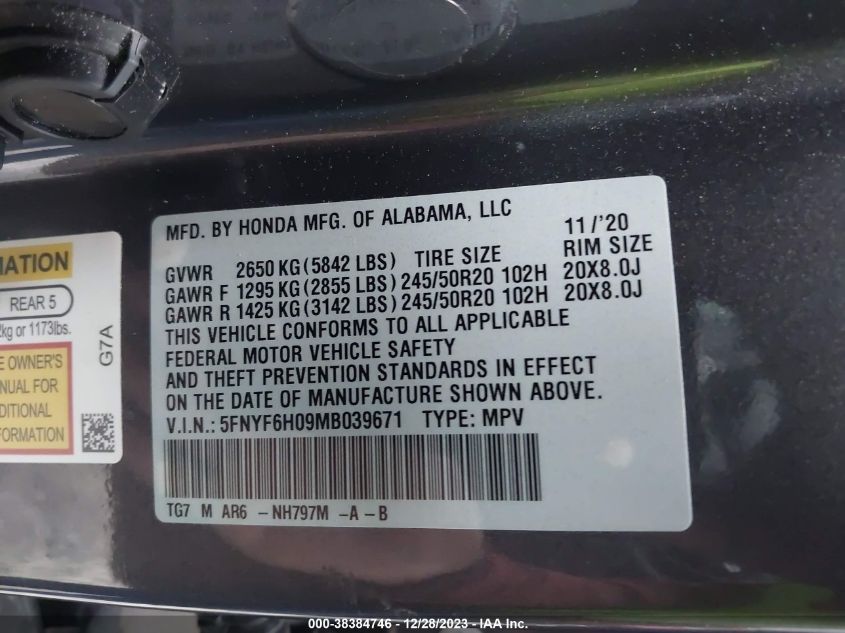 MFD. BY HONDA MFG. OF ALABAMA, LLC 11/'20
GVWR 2650 KG (5842 LBS) TIRE SIZE RIM SIZE
GAWR F 1295 KG (2855 LBS) 245/50R20 102H 20X8.0J
GAWR R 1425 KG (3142 LBS) 245/50R20 102H 20X8.0J
THIS VEHICLE CONFORMS TO ALL APPLICABLE
FEDERAL MOTOR VEHICLE SAFETY
AND THEFT PREVENTION STANDARDS IN EFFECT
ON THE DATE OF MANUFACTURE SHOWN ABOVE.
V.I.N.: 5FNYF6H09MB039671 TYPE: MPV
TG7 M AR6 - NH797M - A - B
MATION
REAR 5
kg or 1173lbs.
OWNER'S
NUAL FOR
DITIONAL
FORMATION
G7A
000-38384746 - 12/28/2023 - IAA Inc.